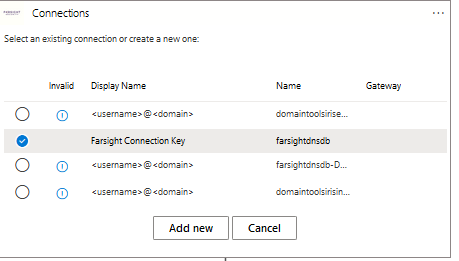 Connections
...
Select an existing connection or create a new one:
Invalid Display Name Name Gateway
<username>@<domain> domaintoolsirise...
Farsight Connection Key farsightdnsdb
<username>@<domain> farsightdnsdb-D...
<username>@<domain> domaintoolsirisin...
Add new Cancel